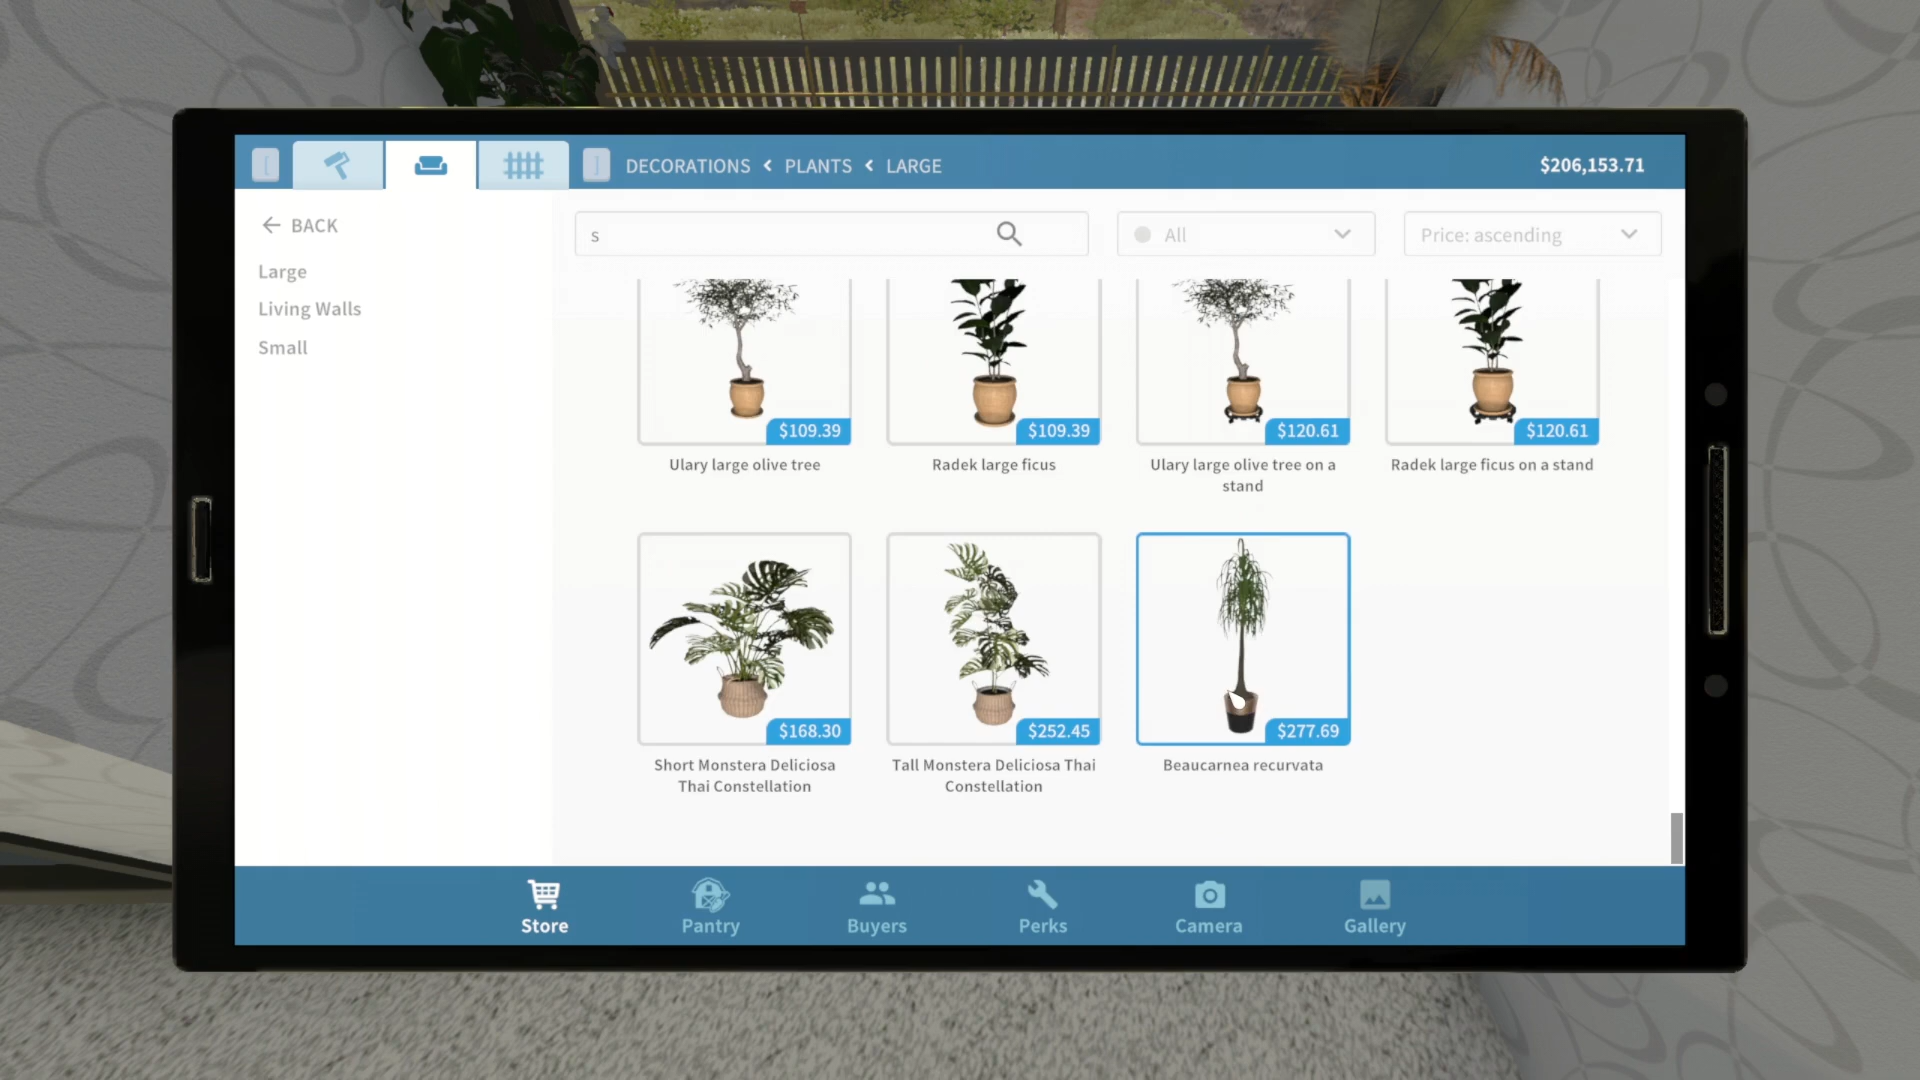 [
]
DECORATIONS < PLANTS < LARGE
$206,153.71
BACK
Large
Living Walls
Small
s
All
Price: ascending
$109.39
$109.39
$120.61
$120.61
Ulary large olive tree
Radek large ficus
Ulary large olive tree on a
stand
Radek large ficus on a stand
$168.30
$252.45
$277.69
Short Monstera Deliciosa
Thai Constellation
Tall Monstera Deliciosa Thai
Constellation
Beaucarnea recurvata
Store
Pantry
Buyers
Perks
Camera
Gallery